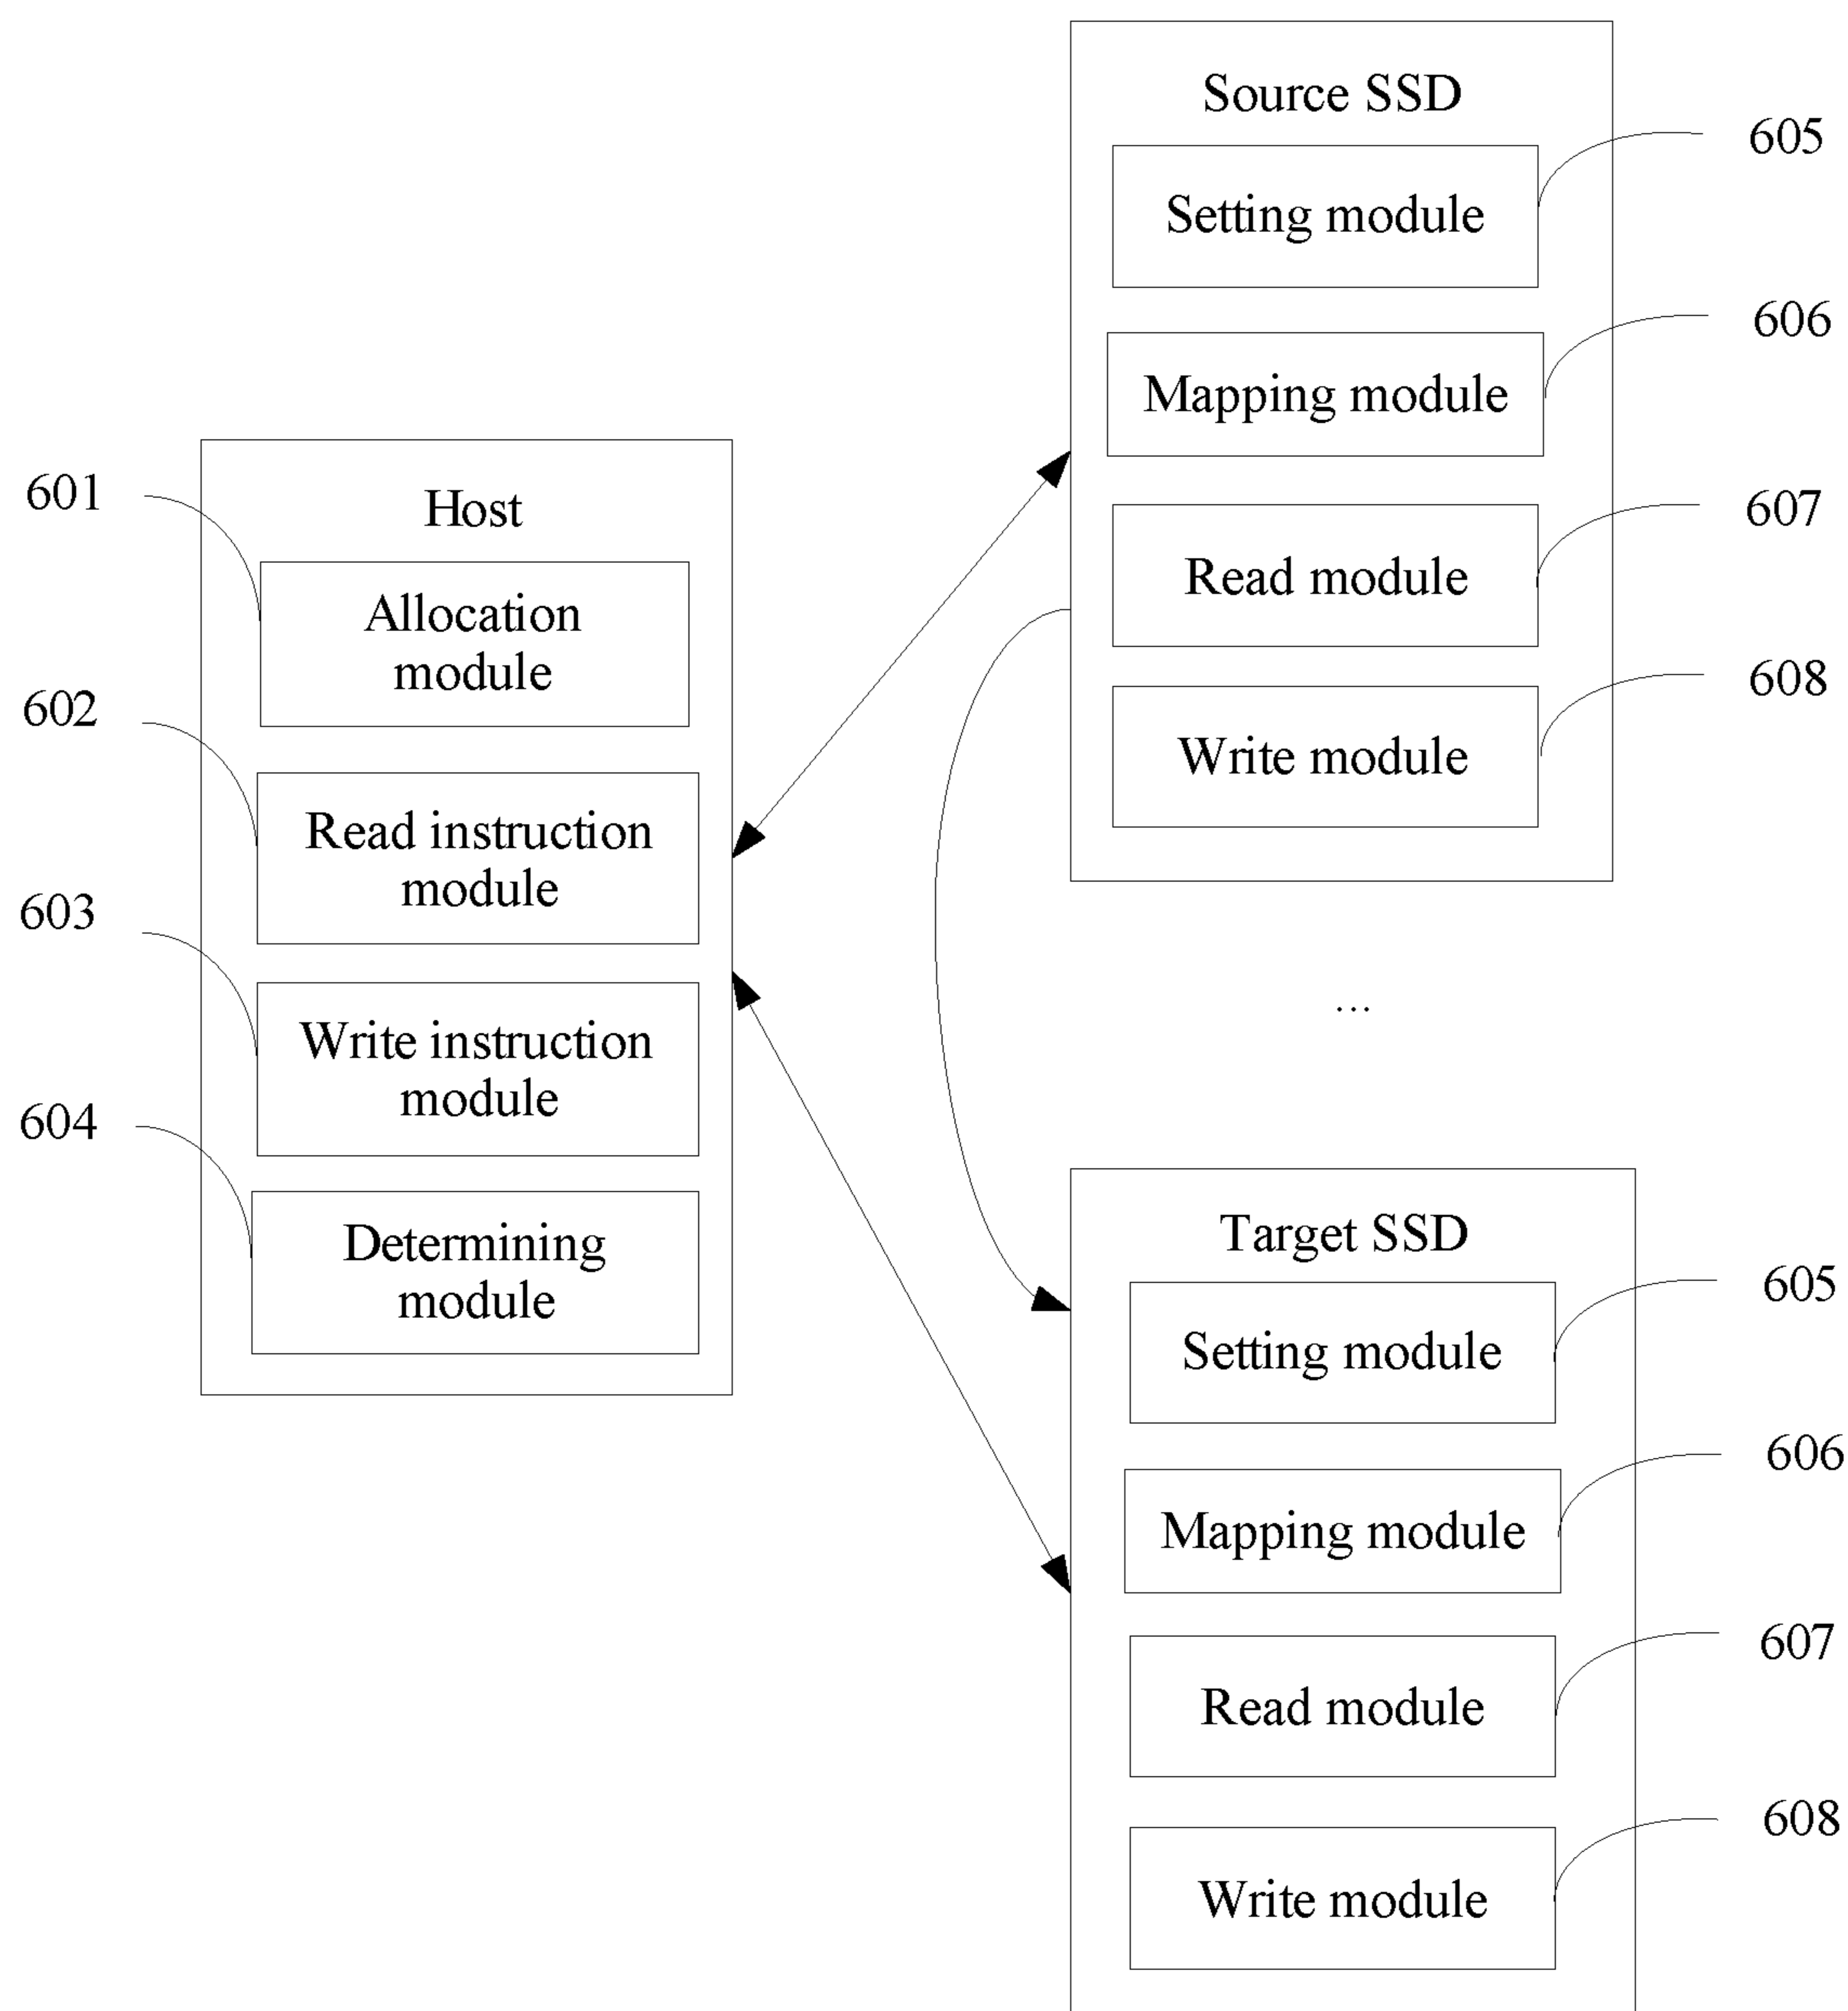 Host
601
Allocation
module
602
Read instruction
module
603
Write instruction
module
604
Determining
module
Source SSD
605
Setting module
606
Mapping module
607
Read module
608
Write module
...
Target SSD
605
Setting module
606
Mapping module
607
Read module
608
Write module